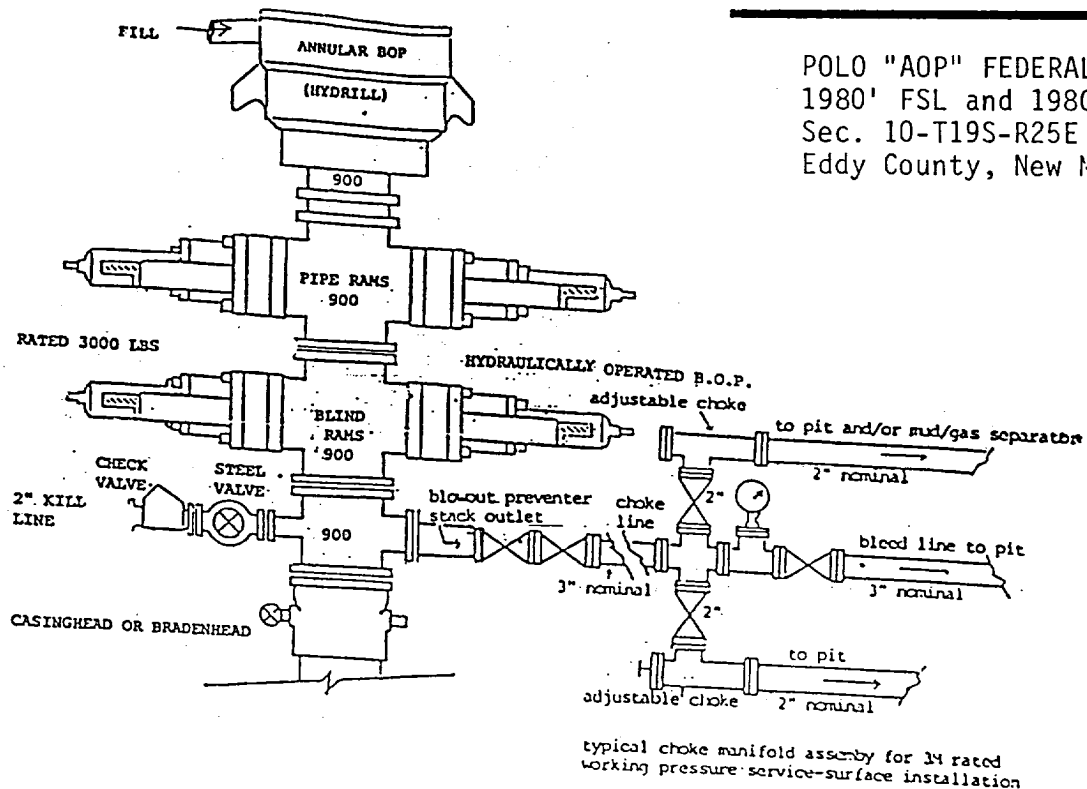 POLO "AOP" FEDERAL
1980' FSL and 1980
Sec. 10-T19S-R25E
Eddy County, New M
FILL
ANNULAR BOP
(HYDRILL)
900
PIPE RAMS
900
RATED 3000 LBS
HYDRAULICALLY OPERATED B.O.P.
BLIND
RAMS
900
adjustable choke
to pit and/or mud/gas separation
2" nominal
CHECK
VALVE
STEEL
VALVE
2" KILL
LINE
900
blowout preventer
stack outlet
choke
line
3" nominal
2"
bleed line to pit
3" nominal
2"
CASINGHEAD OR BRADENHEAD
to pit
adjustable choke
2" nominal
typical choke manifold assemby for 3M rated
working pressure service-surface installation